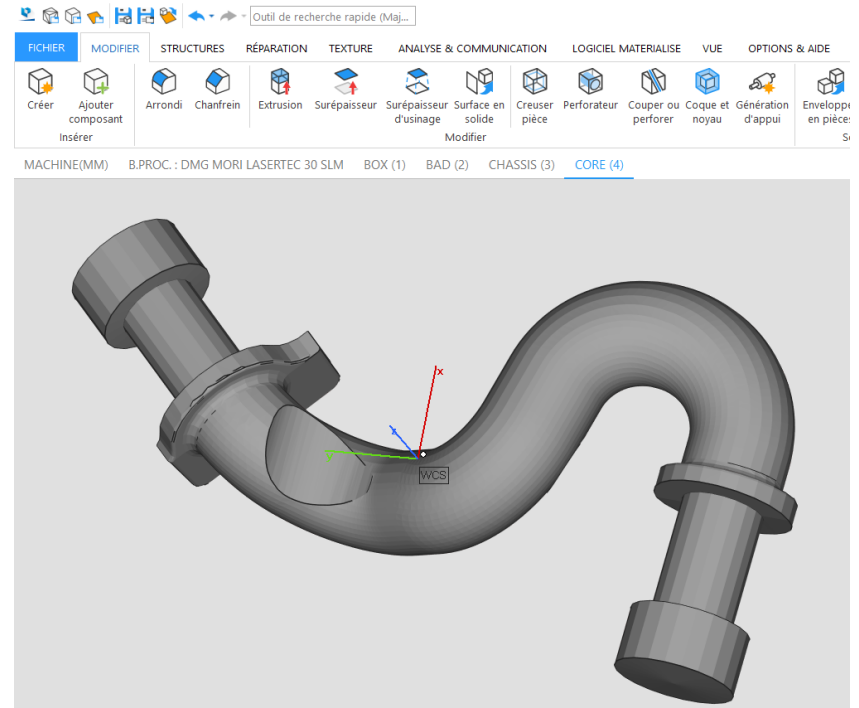 Outil de recherche rapide (Maj...
FICHIER MODIFIER STRUCTURES RÉPARATION TEXTURE ANALYSE & COMMUNICATION LOGICIEL MATERIALISE VUE OPTIONS & AIDE
Créer Ajouter Arrondi Chanfrein Extrusion Surépaisseur Surépaisseur Surface en Creuser Perforateur Couper ou Coque et Génération Enveloppe
composant d'usinage solide pièce perforer noyau d'appui en pièces
Insérer Modifier
MACHINE(MM) B.PROC. : DMG MORI LASERTEC 30 SLM BOX (1) BAD (2) CHASSIS (3) CORE (4)
x
WCS